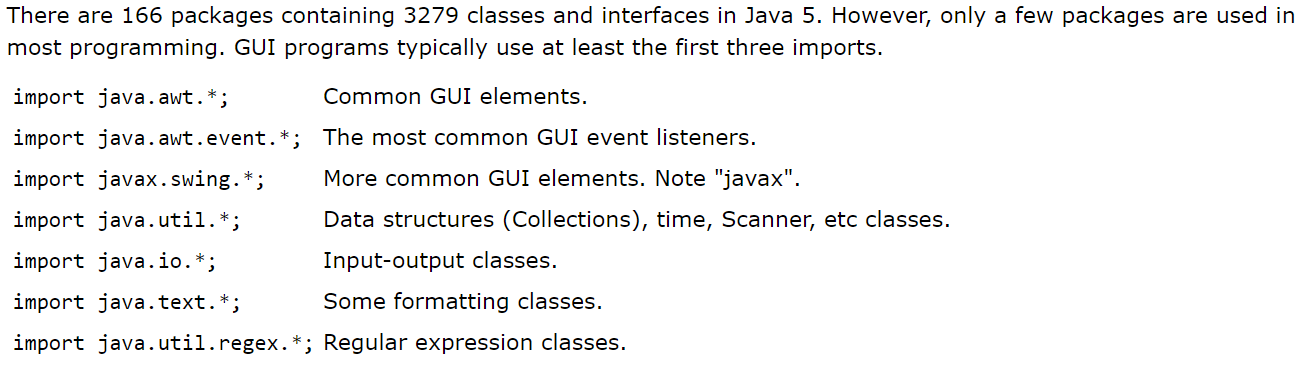 There are 166 packages containing 3279 classes and interfaces in Java 5. However, only a few packages are used in
most programming. GUI programs typically use at least the first three imports.
import java.awt.*; Common GUI elements.
import java.awt.event.*; The most common GUI event listeners.
import javax.swing.*; More common GUI elements. Note "javax".
import java.util.*; Data structures (Collections), time, Scanner, etc classes.
import java.io.*; Input-output classes.
import java.text.*; Some formatting classes.
import java.util.regex.*; Regular expression classes.